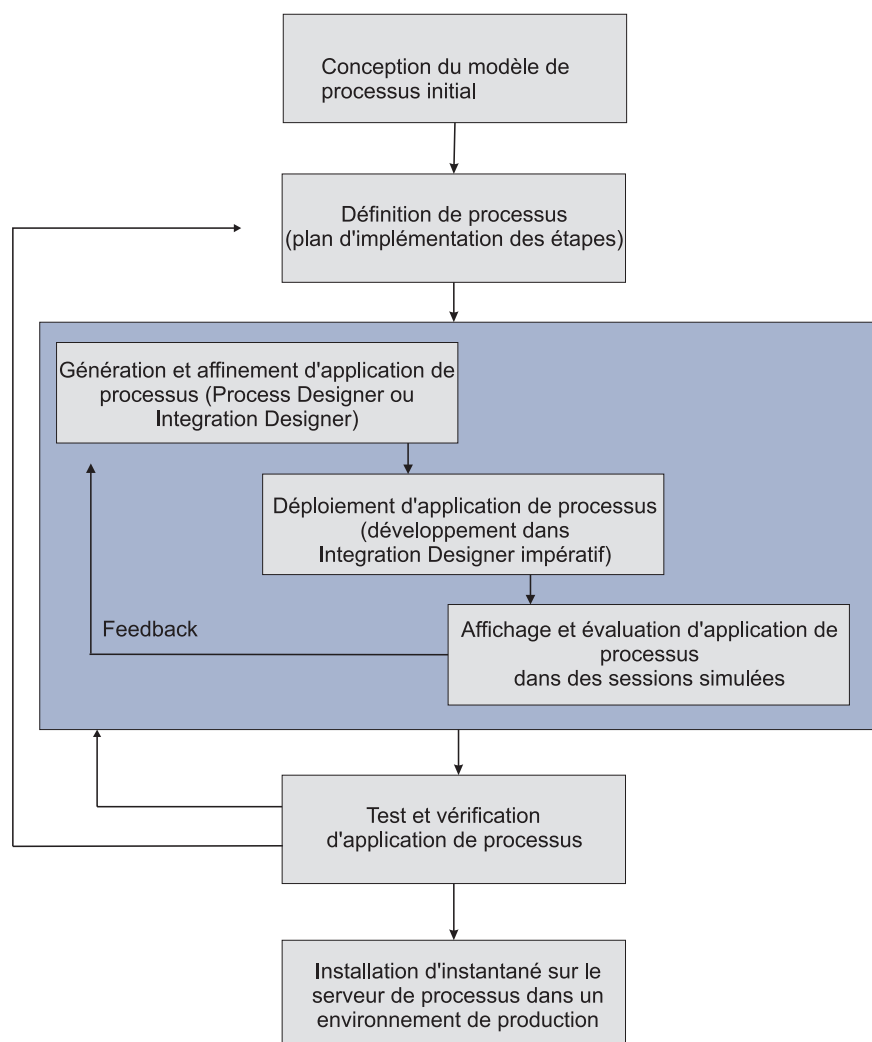 Conception du modèle de
processus initial
Définition de processus
(plan d'implémentation des étapes)
Génération et affinement d'application de
processus (Process Designer ou
Integration Designer)
Déploiement d'application de processus
(développement dans
Integration Designer impératif)
Feedback
Affichage et évaluation d'application de
processus
dans des sessions simulées
Test et vérification
d'application de processus
Installation d'instantané sur le
serveur de processus dans un
environnement de production